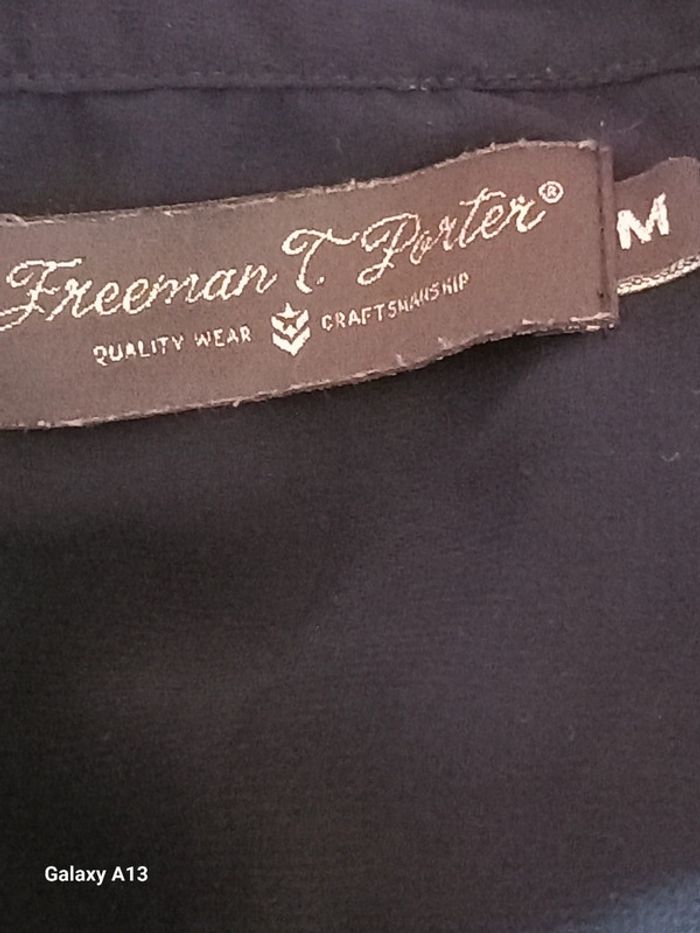 Freeman T. Porter®
M
QUALITY WEAR CRAFTSMANSHIP
Galaxy A13